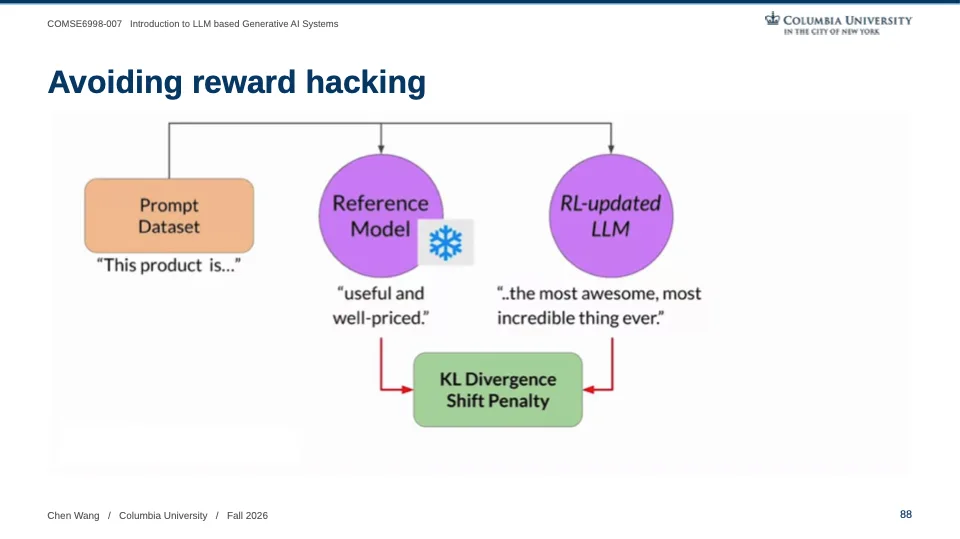 COMSE6998-007 Introduction to LLM based Generative AI Systems
COLUMBIA UNIVERSITY
IN THE CITY OF NEW YORK
Avoiding reward hacking
Prompt
Dataset
“This product is...”
Reference
Model
“useful and
well-priced.”
RL-updated
LLM
“..the most awesome, most
incredible thing ever.”
KL Divergence
Shift Penalty
Chen Wang / Columbia University / Fall 2026
88